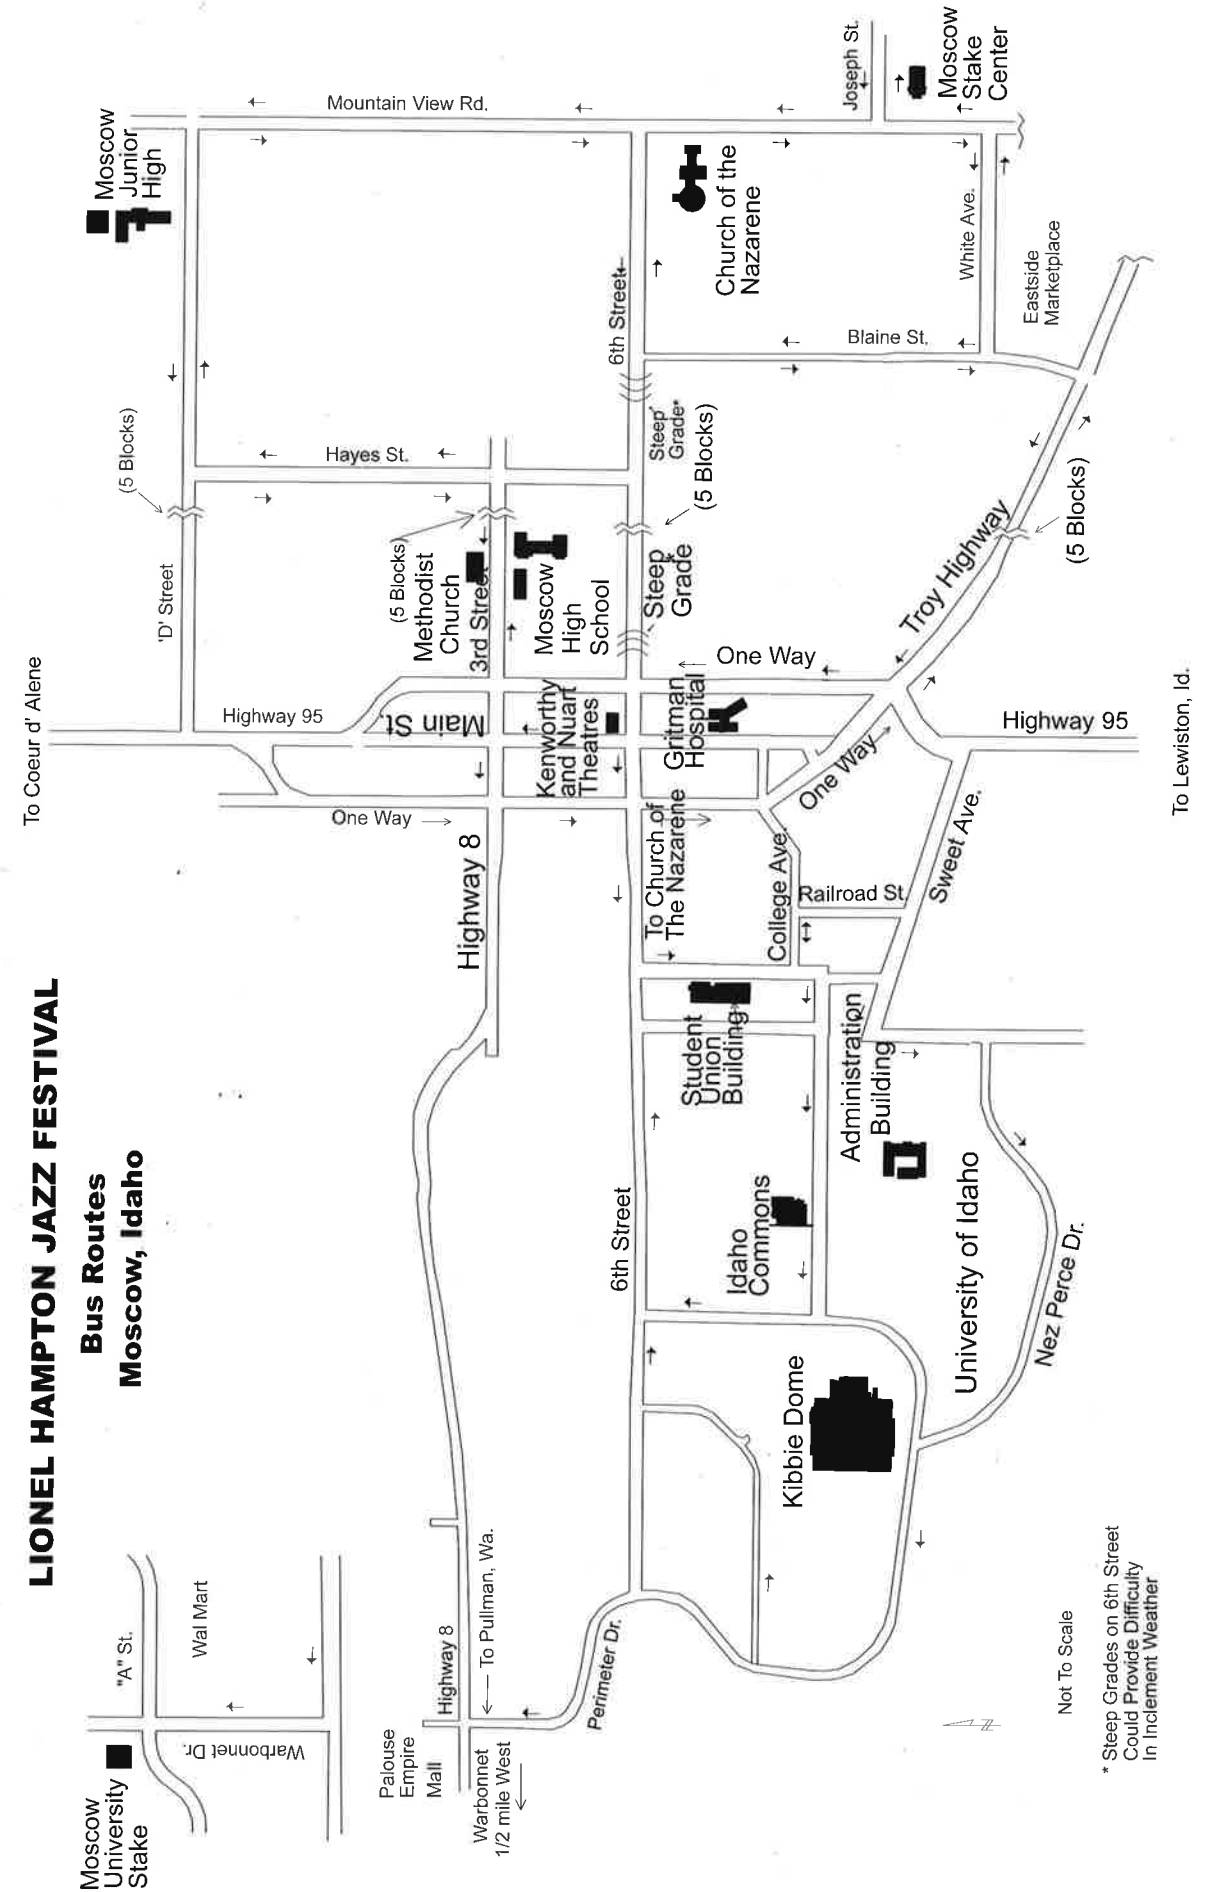 LIONEL HAMPTON JAZZ FESTIVAL
Bus Routes
Moscow, Idaho
Moscow
University
Stake
"A" St.
Wal Mart
Warbonnet Dr.
Palouse
Empire
Mall
Highway 8
To Pullman, Wa.
Warbonnet
1/2 mile West
Perimeter Dr.
6th Street
Highway 8
To Coeur d' Alene
'D' Street
(5 Blocks)
Moscow
Junior
High
Mountain View Rd.
Joseph St.
Moscow
Stake
Center
Highway 95
Main St.
One Way
Hayes St.
(5 Blocks)
Methodist
Church
3rd Street
Moscow
High
School
Kenworthy
and Nuart
Theatres
6th Street
Steep
Grade*
(5 Blocks)
Steep
Grade*
Church of the
Nazarene
White Ave.
Blaine St.
Eastside
Marketplace
Gritman
Hospital
One Way
Troy Highway
(5 Blocks)
One Way
Highway 95
To Lewiston, Id.
To Church of
The Nazarene
College Ave.
Railroad St.
Sweet Ave.
Student
Union
Building
Administration
Building
Idaho
Commons
University of Idaho
Nez Perce Dr.
Kibbie Dome
Not To Scale
* Steep Grades on 6th Street
Could Provide Difficulty
In Inclement Weather